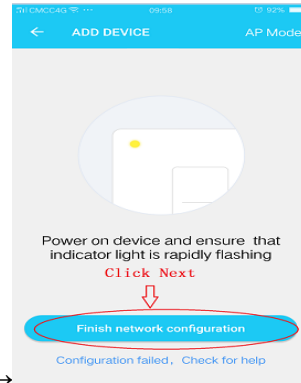 CMCC4G 09:58 92%
← ADD DEVICE AP Mode
Power on device and ensure that
indicator light is rapidly flashing
Click Next
Finish network configuration
Configuration failed, Check for help
→